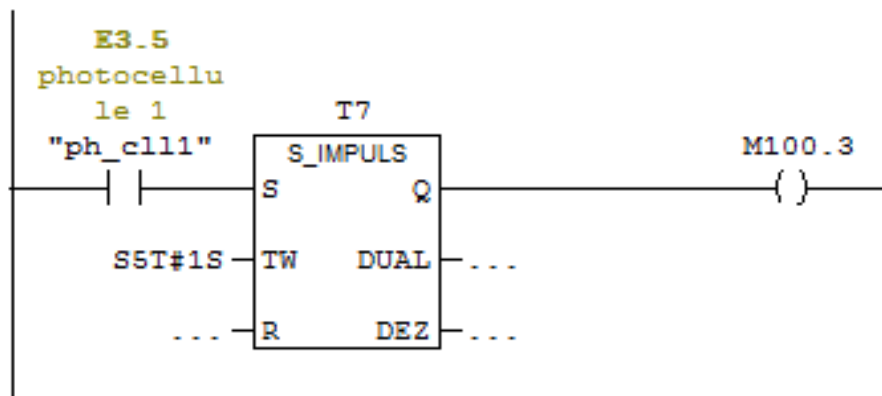 E3.5
photocellu
le 1
"ph_cll1"
T7
S_IMPULS
M100.3
S
Q
S5T#1S
TW
DUAL
...
...
R
DEZ
...